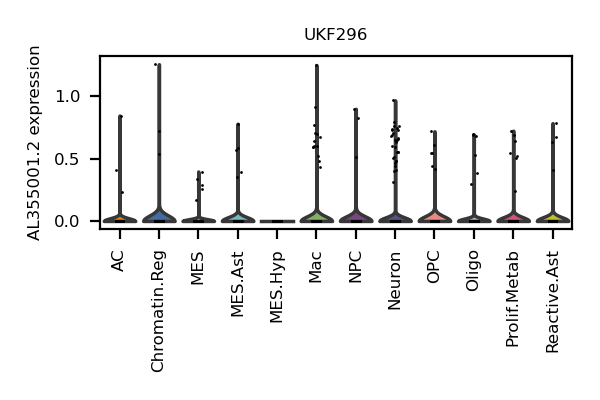 UKF296
AL355001.2 expression
1.0
0.5
0.0
AC
Chromatin.Reg
MES
MES.Ast
MES.Hyp
Mac
NPC
Neuron
OPC
Oligo
Prolif.Metab
Reactive.Ast